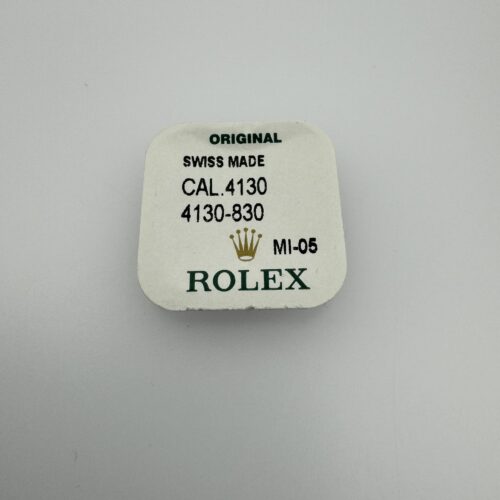 ORIGINAL
SWISS MADE
CAL.4130
4130-830
MI-05
ROLEX